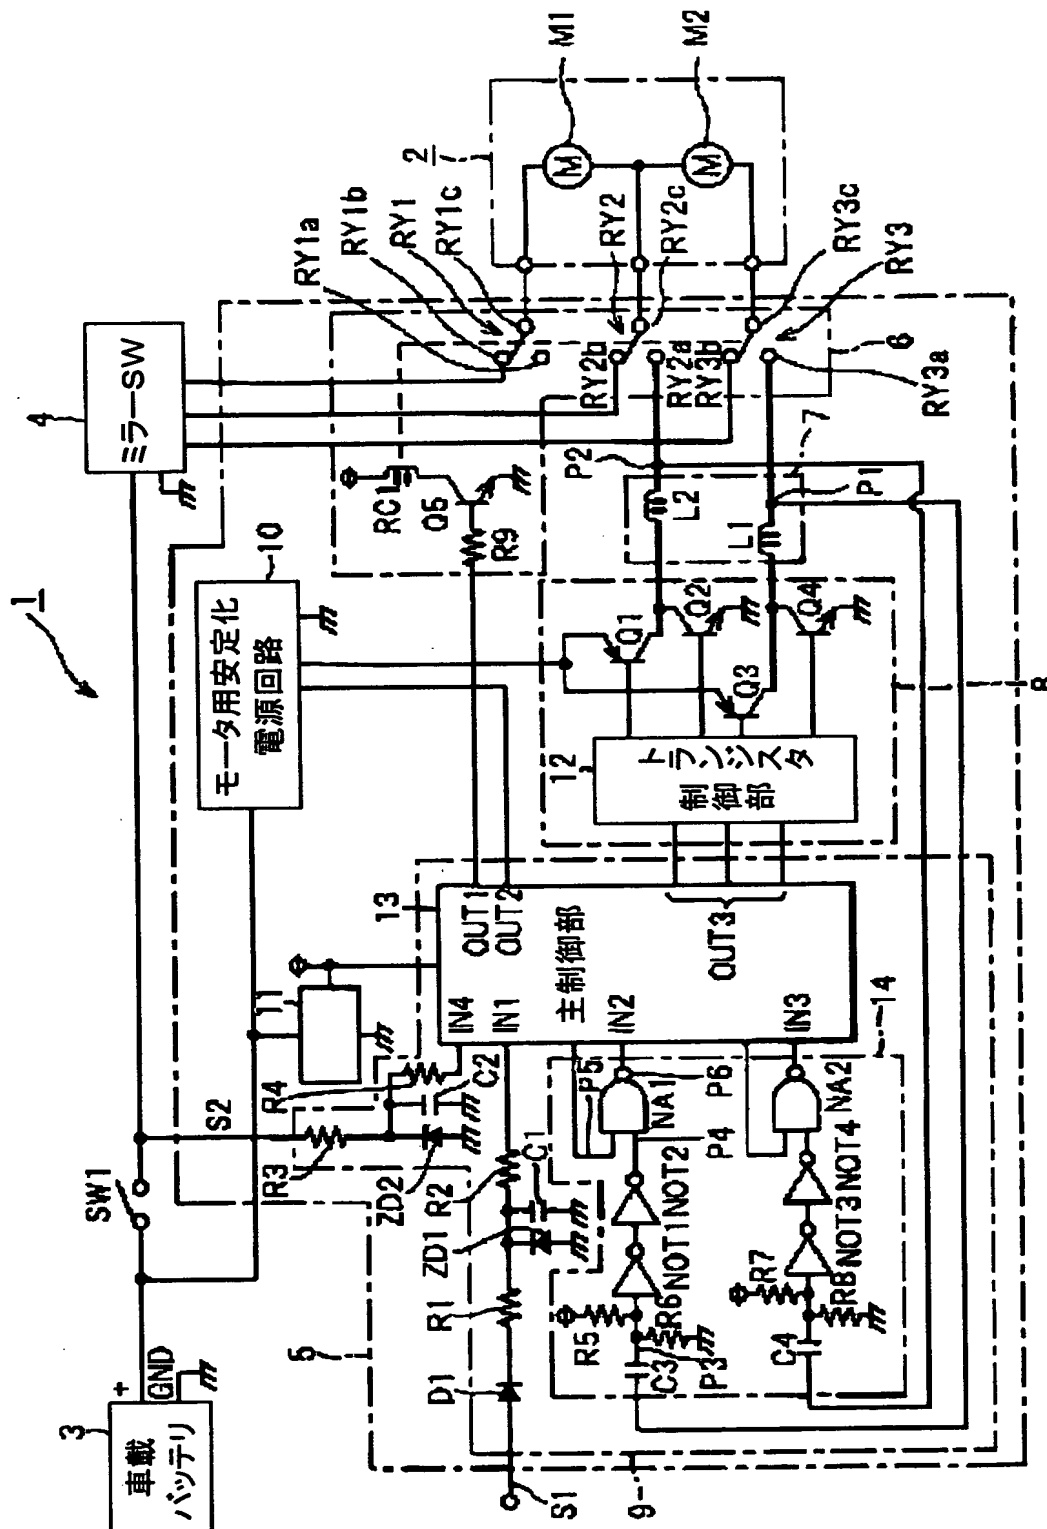 1
3
車載
バッテリ
+
GND
SW1
4
ミラーSW
10
モータ用安定化
電源回路
11
S2
R3
R4
C2
ZD2
5
S1
D1
R1
ZD1
C1
R2
9
IN4
IN1
IN2
IN3
主制御部
13
OUT1
OUT2
OUT3
R5
R6
C3
P3
NOT1
NOT2
P4
P5
NA1
P6
R7
R8
C4
NOT3
NOT4
NA2
14
12
トランジスタ
制御部
Q1
Q2
Q3
Q4
8
R9
Q5
RC1
L2
L1
P2
P1
7
6
RY1a
RY1b
RY1
RY1c
RY2b
RY2a
RY2
RY2c
RY3b
RY3a
RY3
RY3c
2
M
M
M1
M2